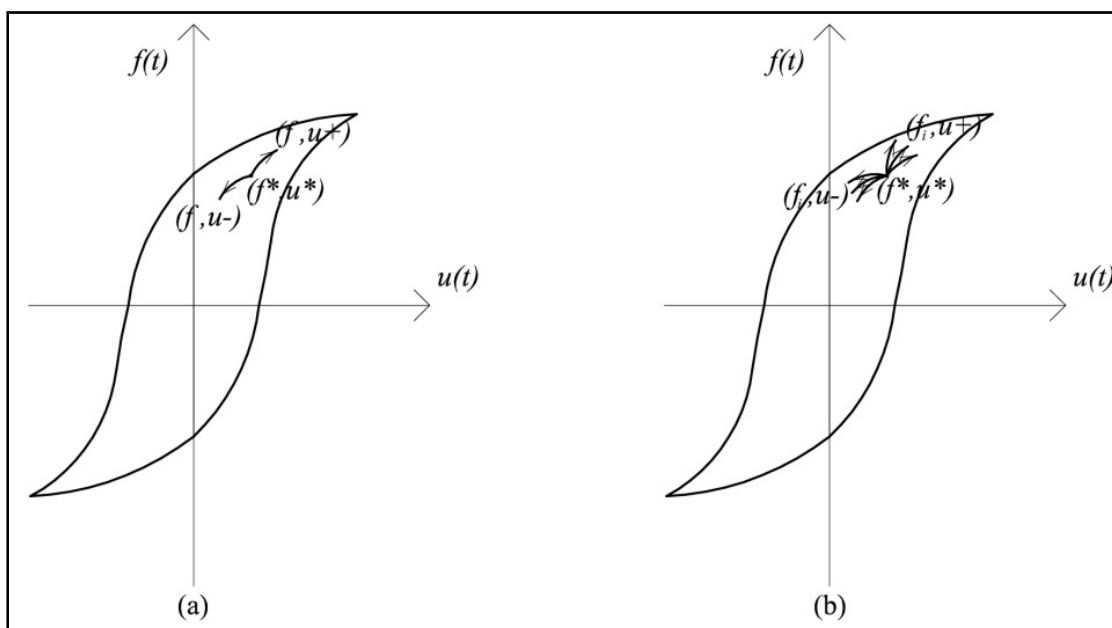 f(t)
(f ,u+)
(f*,u*)
(f ,u-)
u(t)
(a)
f(t)
(fᵢ,u+)
(fᵢ,u-)
(f*,u*)
u(t)
(b)